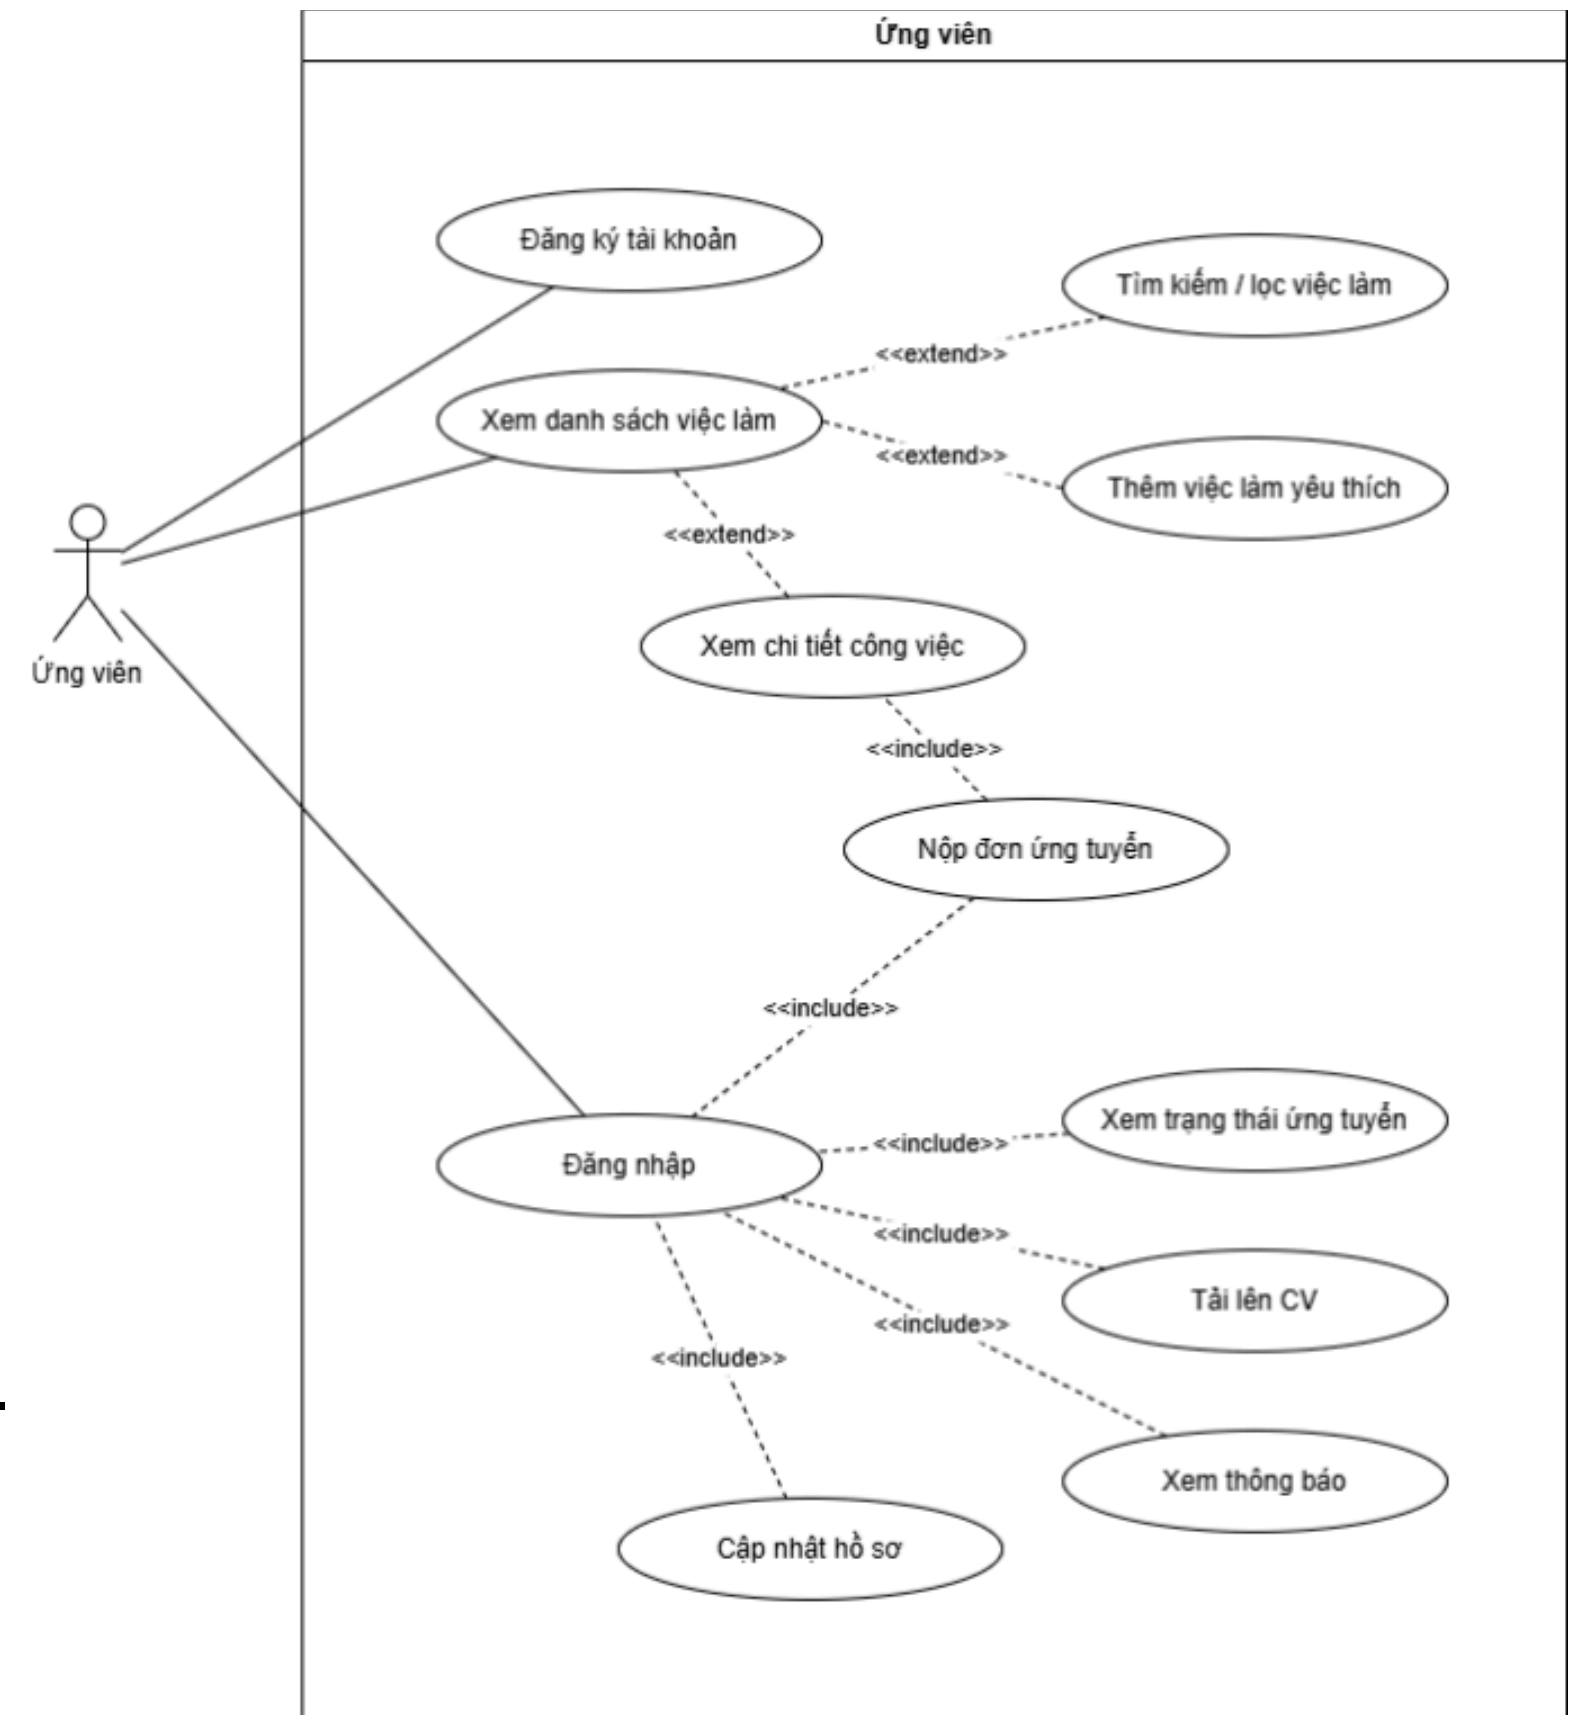 Ứng viên
Đăng ký tài khoản
Tìm kiếm / lọc việc làm
<<extend>>
Xem danh sách việc làm
<<extend>>
Thêm việc làm yêu thích
<<extend>>
Xem chi tiết công việc
Ứng viên
<<include>>
Nộp đơn ứng tuyển
<<include>>
Xem trạng thái ứng tuyển
<<include>>
Đăng nhập
<<include>>
Tải lên CV
<<include>>
<<include>>
Xem thông báo
Cập nhật hồ sơ